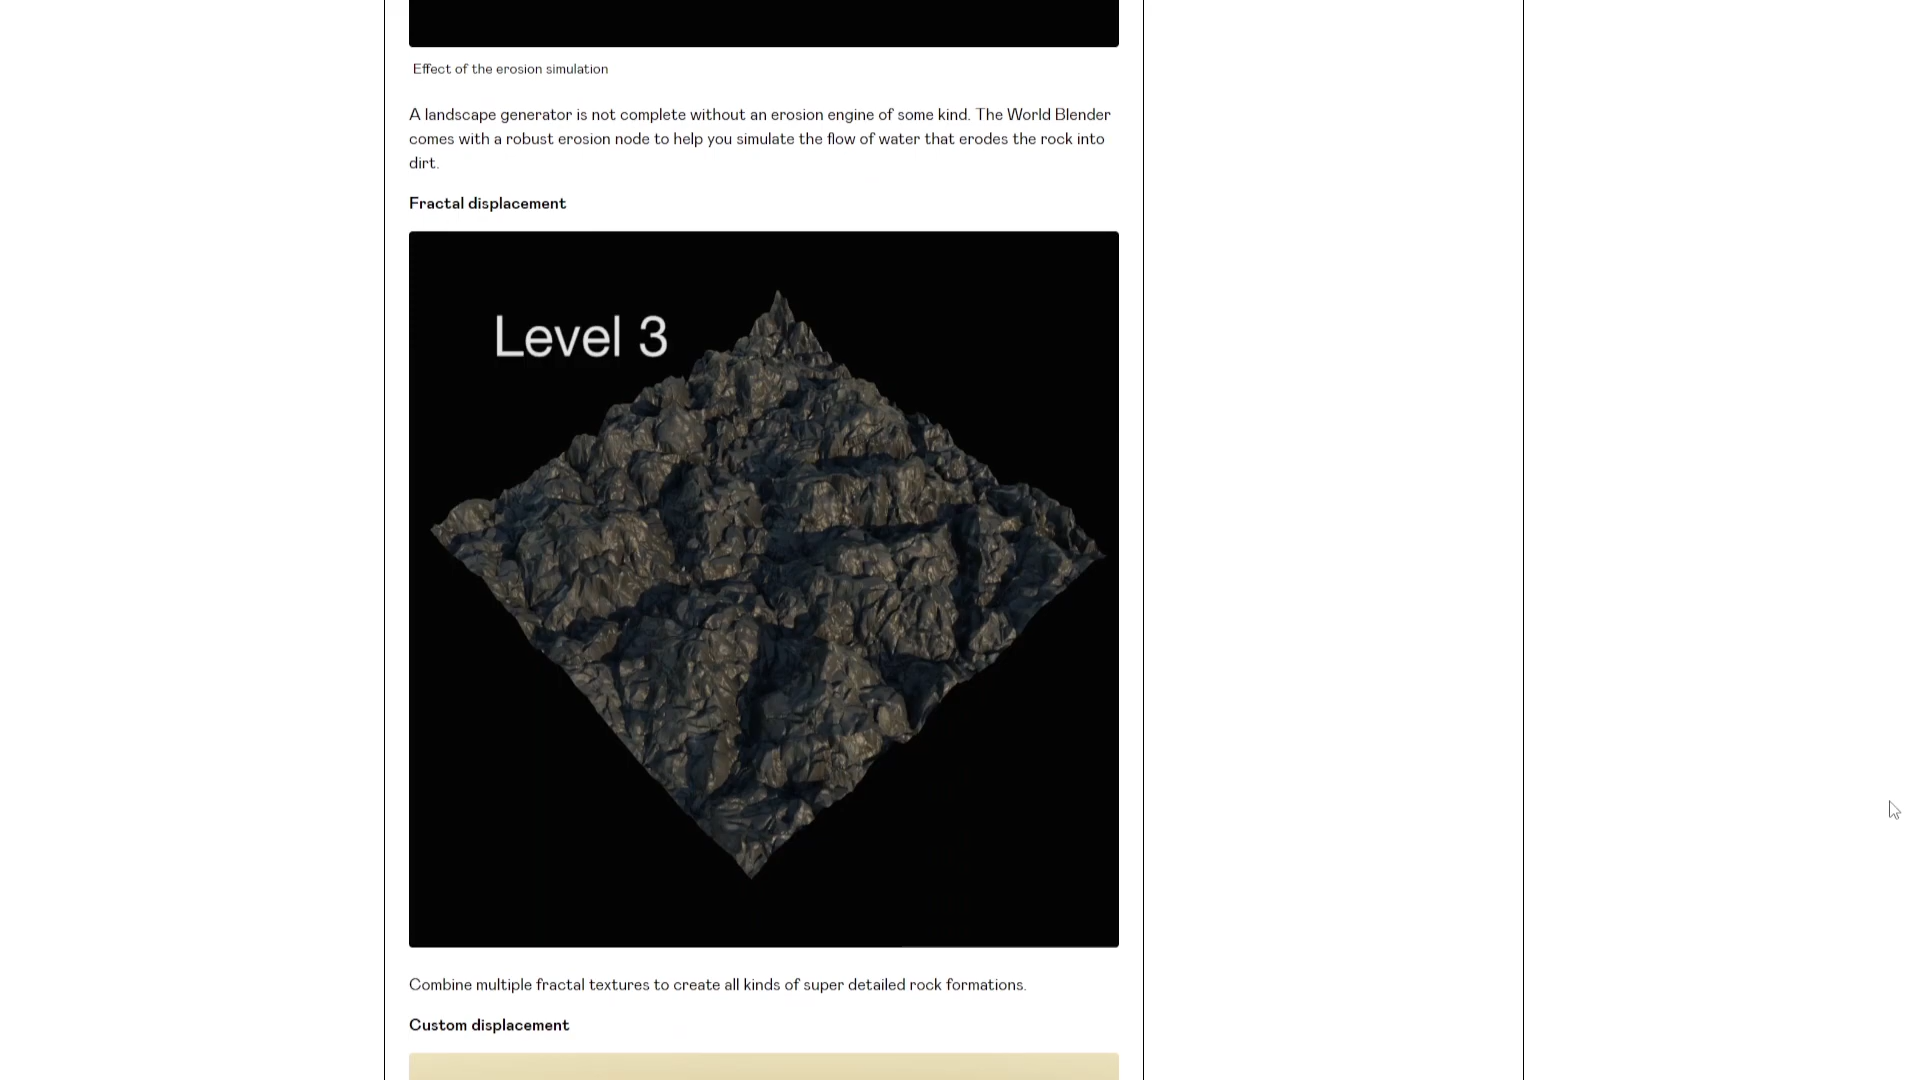 Effect of the erosion simulation
A landscape generator is not complete without an erosion engine of some kind. The World Blender
comes with a robust erosion node to help you simulate the flow of water that erodes the rock into
dirt.
Fractal displacement
Level 3
Combine multiple fractal textures to create all kinds of super detailed rock formations.
Custom displacement